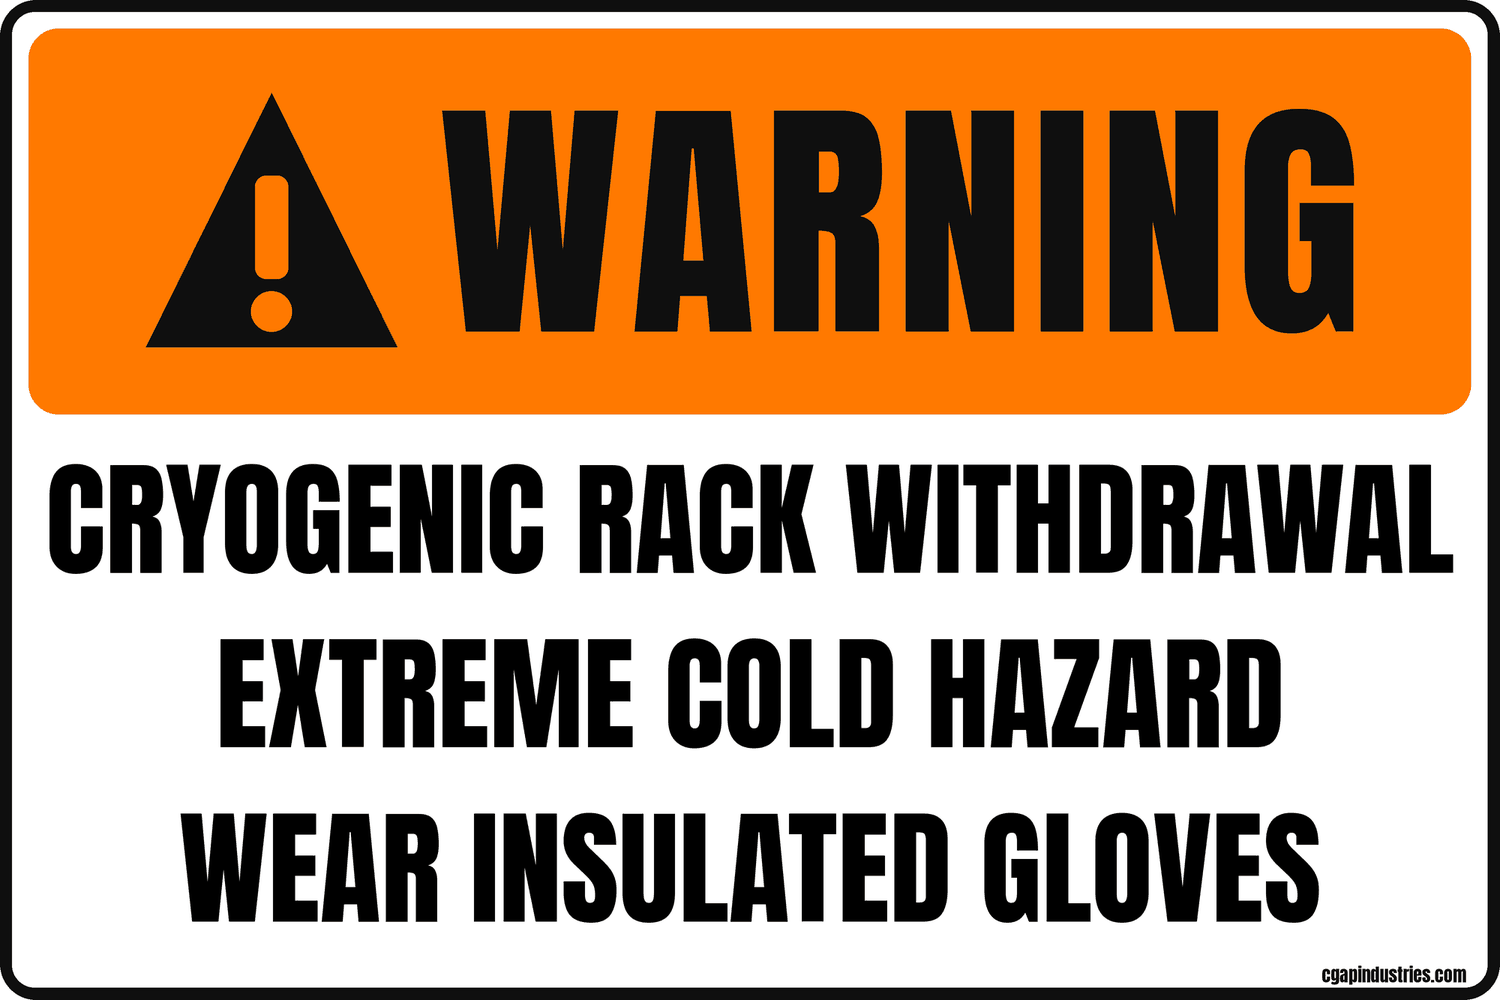 WARNING
CRYOGENIC RACK WITHDRAWAL
EXTREME COLD HAZARD
WEAR INSULATED GLOVES
cgapindustries.com